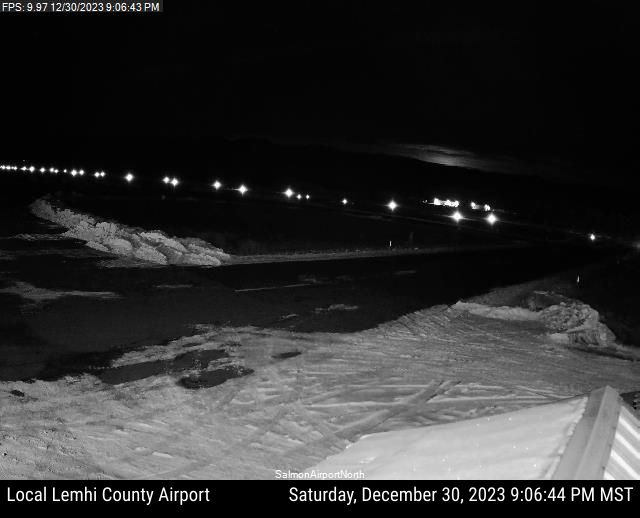 FPS: 9.97 12/30/2023 9:06:43 PM
SalmonAirportNorth
Local Lemhi County Airport Saturday, December 30, 2023 9:06:44 PM MST